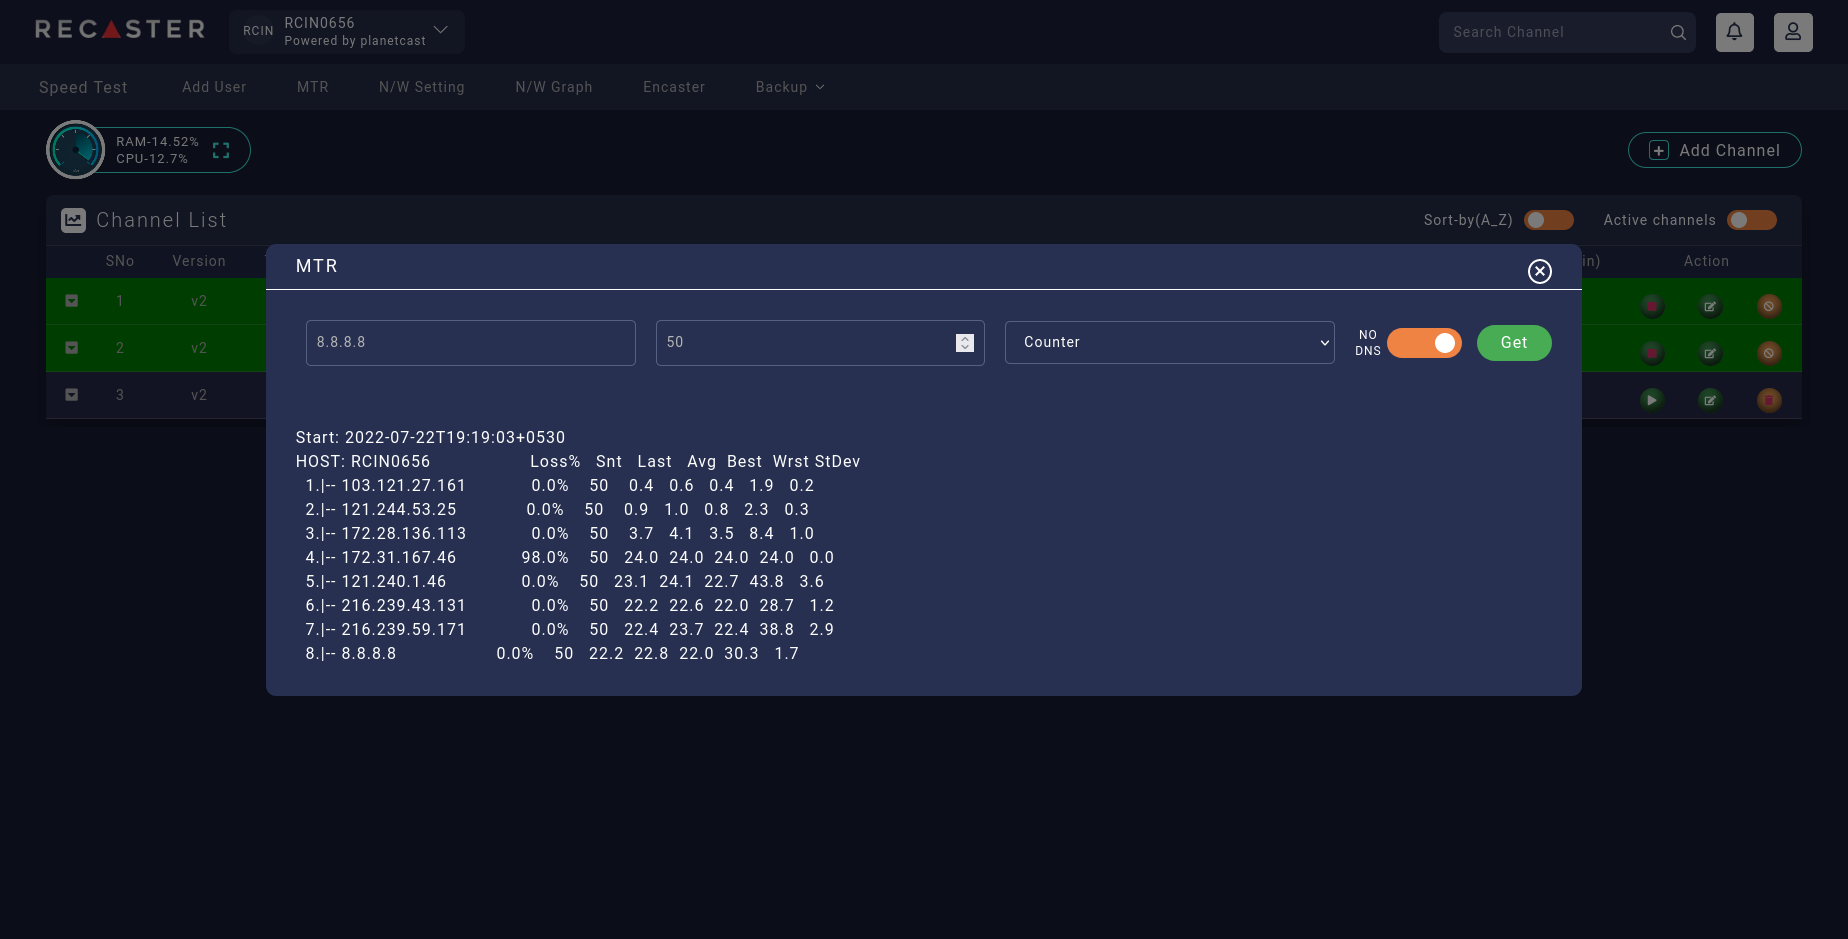 RECASTER
RCIN
RCIN0656
Powered by planetcast
Search Channel
Speed Test Add User MTR N/W Setting N/W Graph Encaster Backup
RAM-14.52%
CPU-12.7%
Add Channel
Channel List
Sort-by(A_Z) Active channels
SNo Version in) Action
1 v2
2 v2
3 v2
MTR
8.8.8.8 50 Counter
NO
DNS
Get
Start: 2022-07-22T19:19:03+0530
HOST: RCIN0656 Loss% Snt Last Avg Best Wrst StDev
1.|-- 103.121.27.161 0.0% 50 0.4 0.6 0.4 1.9 0.2
2.|-- 121.244.53.25 0.0% 50 0.9 1.0 0.8 2.3 0.3
3.|-- 172.28.136.113 0.0% 50 3.7 4.1 3.5 8.4 1.0
4.|-- 172.31.167.46 98.0% 50 24.0 24.0 24.0 24.0 0.0
5.|-- 121.240.1.46 0.0% 50 23.1 24.1 22.7 43.8 3.6
6.|-- 216.239.43.131 0.0% 50 22.2 22.6 22.0 28.7 1.2
7.|-- 216.239.59.171 0.0% 50 22.4 23.7 22.4 38.8 2.9
8.|-- 8.8.8.8 0.0% 50 22.2 22.8 22.0 30.3 1.7